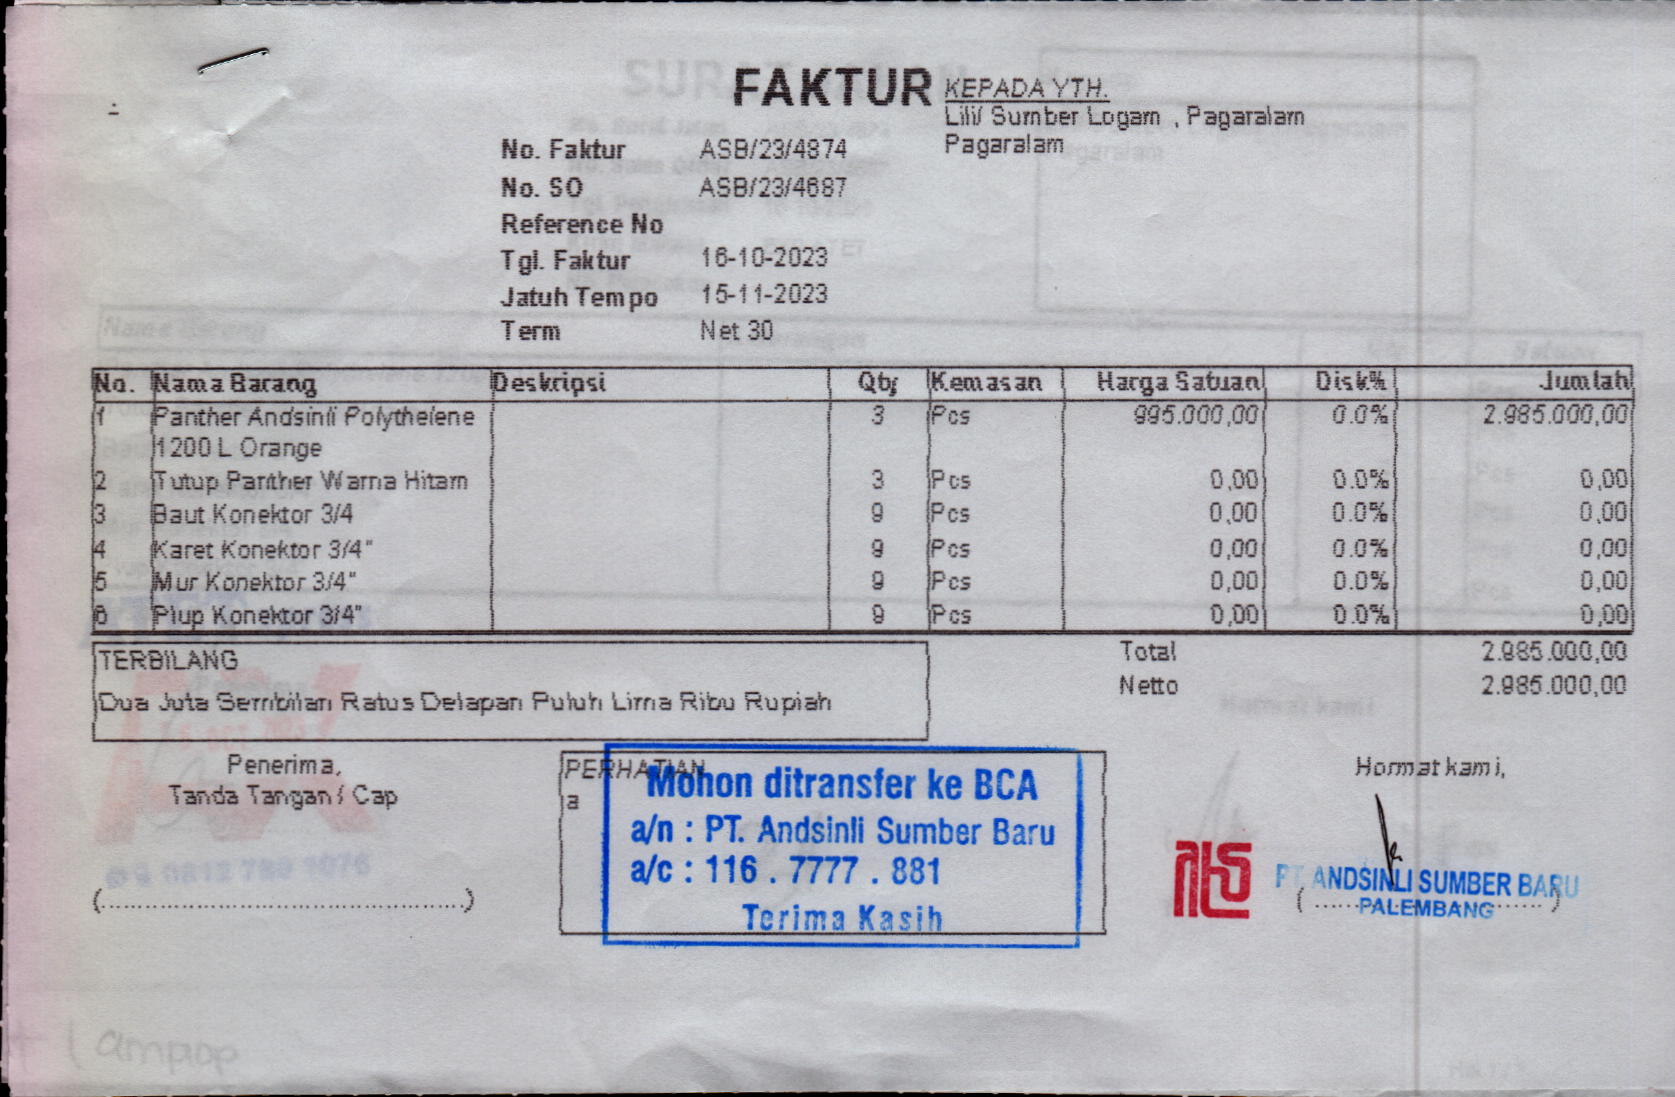 FAKTUR
KEPADA YTH.
Lili/ Sumber Logam , Pagaralam
Pagaralam
No. Faktur ASB/23/4374
No. SO ASB/23/4687
Reference No
Tgl. Faktur 16-10-2023
Jatuh Tempo 15-11-2023
Term Net 30
No. Nama Barang Deskripsi Qty Kemasan Harga Satuan Disk% Jumlah
1 Panther Andsinli Polythelene 3 Pcs 995.000,00 0.0% 2.985.000,00
1200 L Orange
2 Tutup Panther Warna Hitam 3 Pcs 0,00 0.0% 0,00
3 Baut Konektor 3/4 9 Pcs 0,00 0.0% 0,00
4 Karet Konektor 3/4" 9 Pcs 0,00 0.0% 0,00
5 Mur Konektor 3/4" 9 Pcs 0,00 0.0% 0,00
6 Plup Konektor 3/4" 9 Pcs 0,00 0.0% 0,00
TERBILANG
Dua Juta Sembilan Ratus Delapan Puluh Lima Ribu Rupiah
Total 2.985.000,00
Netto 2.985.000,00
Penerima,
Tanda Tangan / Cap
(..............................................)
PERHATIAN
a
Mohon ditransfer ke BCA
a/n : PT. Andsinli Sumber Baru
a/c : 116 . 7777 . 881
Terima Kasih
Hormat kami,
PT ANDSINLI SUMBER BARU
PALEMBANG